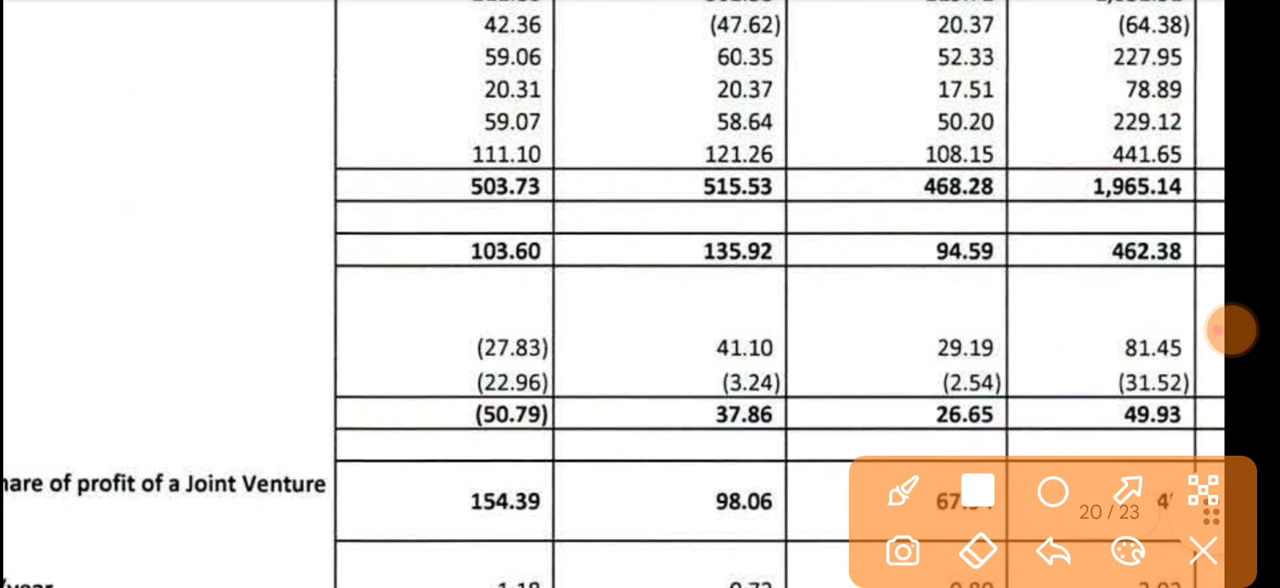 42.36 (47.62) 20.37 (64.38)
59.06 60.35 52.33 227.95
20.31 20.37 17.51 78.89
59.07 58.64 50.20 229.12
111.10 121.26 108.15 441.65
503.73 515.53 468.28 1,965.14
103.60 135.92 94.59 462.38
(27.83) 41.10 29.19 81.45
(22.96) (3.24) (2.54) (31.52)
(50.79) 37.86 26.65 49.93
hare of profit of a Joint Venture
154.39 98.06
20 / 23